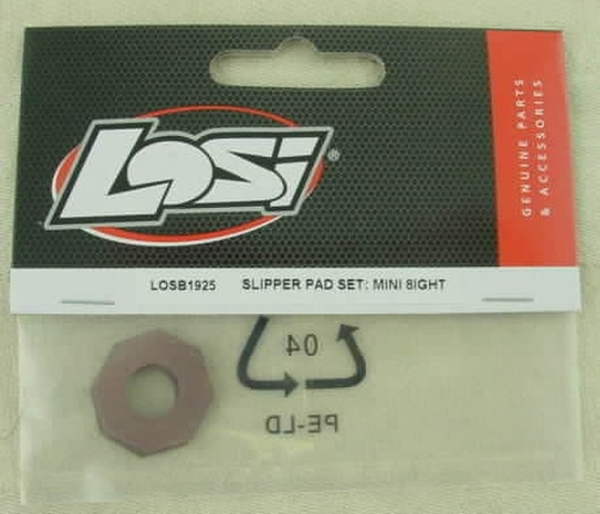 LOSI®
GENUINE PARTS
& ACCESSORIES
LOSB1925 SLIPPER PAD SET: MINI 8IGHT
04
PE-LD